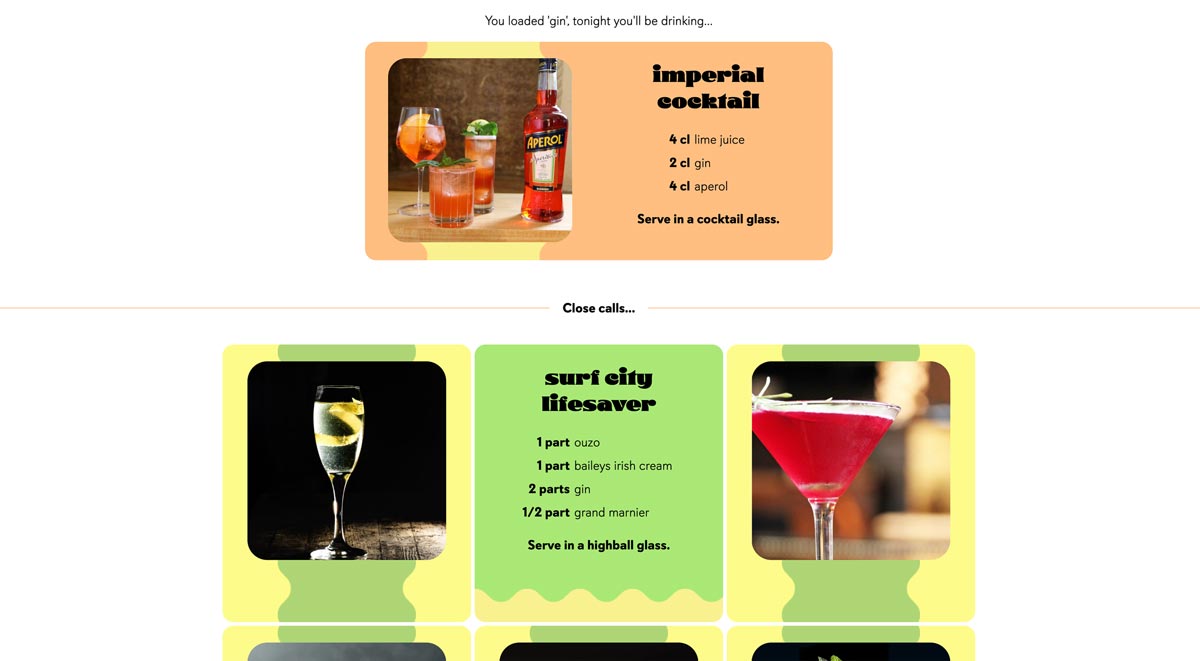 You loaded 'gin', tonight you'll be drinking...
imperial
cocktail
4 cl lime juice
2 cl gin
4 cl aperol
Serve in a cocktail glass.
APEROL
Close calls...
surf city
lifesaver
1 part ouzo
1 part baileys irish cream
2 parts gin
1/2 part grand marnier
Serve in a highball glass.